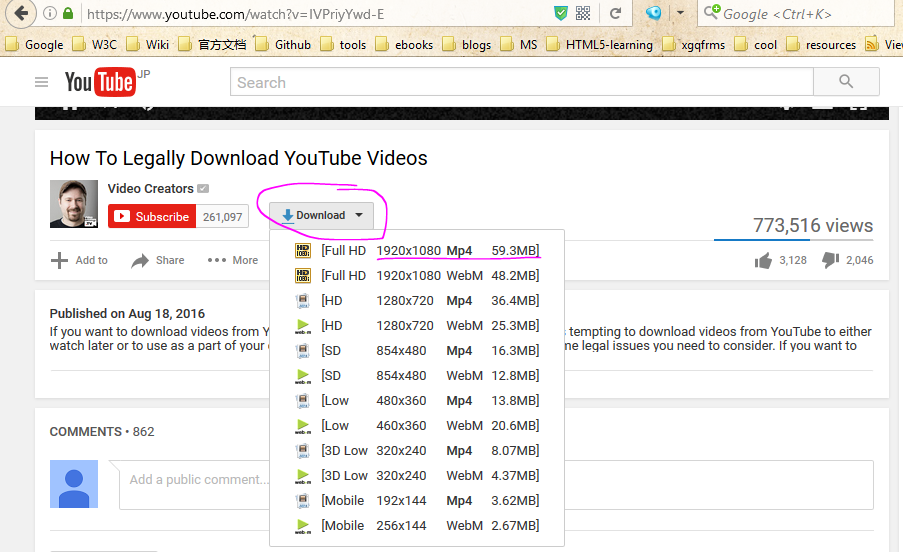 https://www.youtube.com/watch?v=IVPriyYwd-E
Google <Ctrl+K>
Google W3C Wiki 官方文档 Github tools ebooks blogs MS HTML5-learning xgqfrms cool resources View
YouTube JP
Search
How To Legally Download YouTube Videos
Video Creators
Subscribe 261,097
Download
773,516 views
Add to Share More
3,128 2,046
[Full HD 1920x1080 Mp4 59.3MB]
[Full HD 1920x1080 WebM 48.2MB]
[HD 1280x720 Mp4 36.4MB]
[HD 1280x720 WebM 25.3MB]
[SD 854x480 Mp4 16.3MB]
[SD 854x480 WebM 12.8MB]
[Low 480x360 Mp4 13.8MB]
[Low 460x360 WebM 20.6MB]
[3D Low 320x240 Mp4 8.07MB]
[3D Low 320x240 WebM 4.37MB]
[Mobile 192x144 Mp4 3.62MB]
[Mobile 256x144 WebM 2.67MB]
Published on Aug 18, 2016
If you want to download videos from tempting to download videos from YouTube to either
watch later or to use as a part of your legal issues you need to consider. If you want to
COMMENTS • 862
Add a public comment...